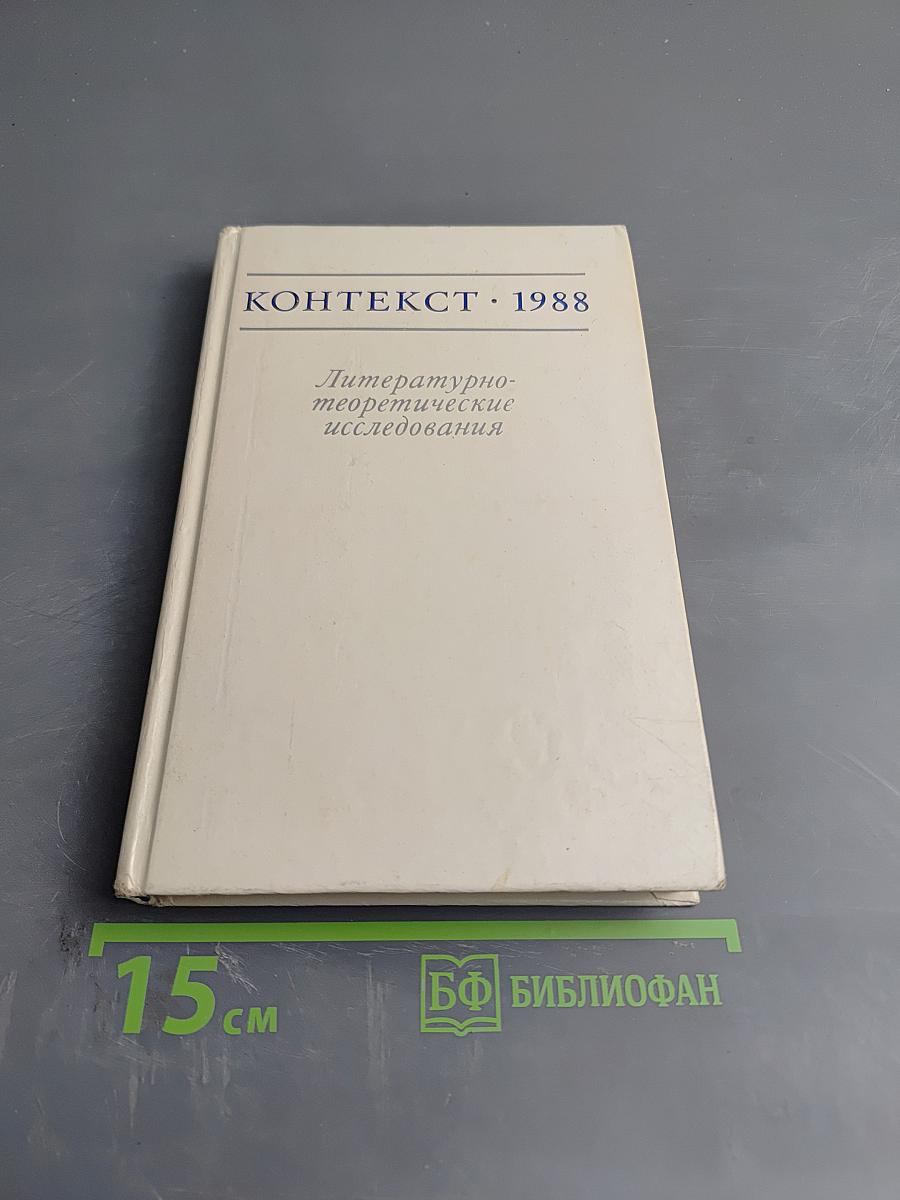 КОНТЕКСТ · 1988
Литературно-
теоретические
исследования
15 см
БФ БИБЛИОФАН